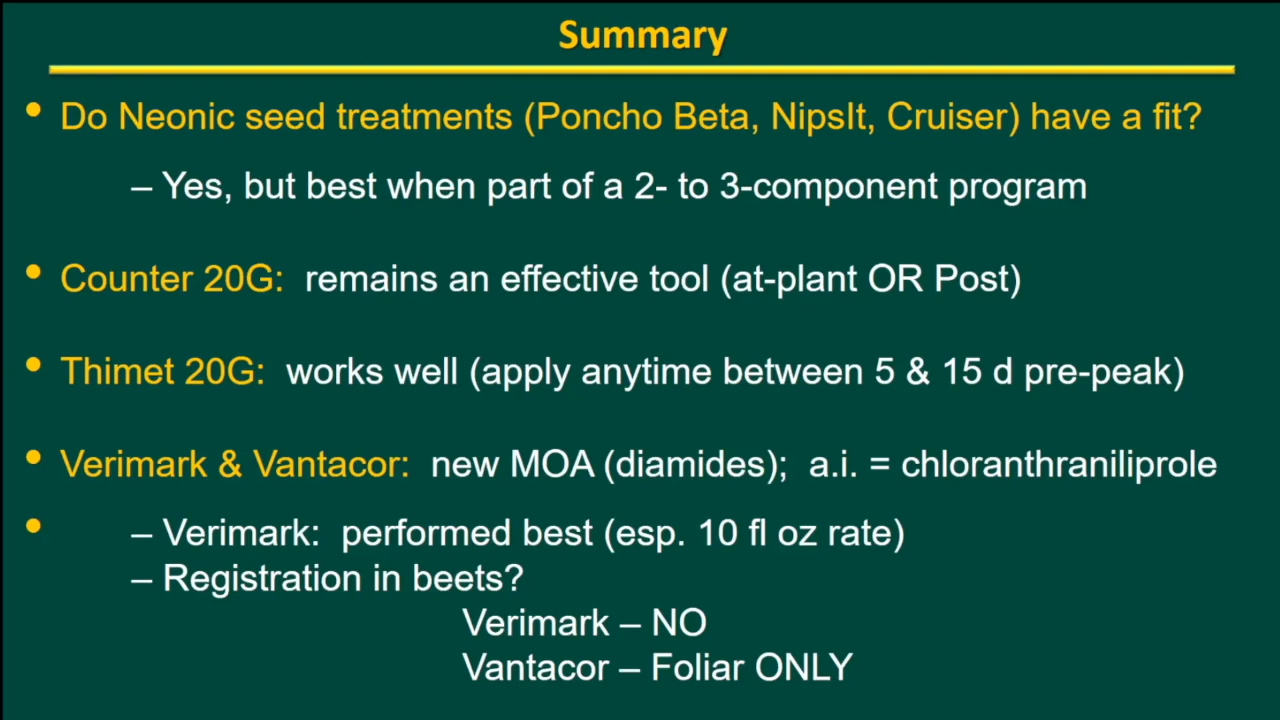 Summary
• Do Neonic seed treatments (Poncho Beta, NipsIt, Cruiser) have a fit?
– Yes, but best when part of a 2- to 3-component program
• Counter 20G: remains an effective tool (at-plant OR Post)
• Thimet 20G: works well (apply anytime between 5 & 15 d pre-peak)
• Verimark & Vantacor: new MOA (diamides); a.i. = chloranthraniliprole
• – Verimark: performed best (esp. 10 fl oz rate)
– Registration in beets?
Verimark – NO
Vantacor – Foliar ONLY